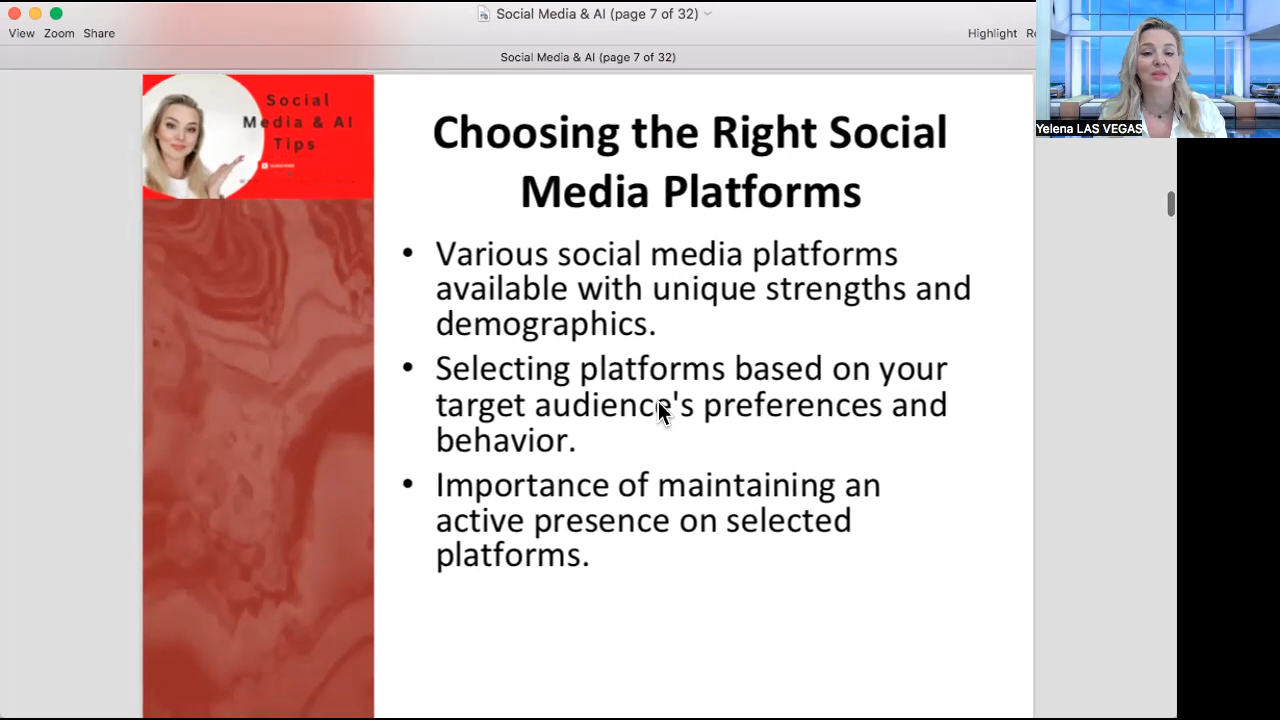 Social Media & AI (page 7 of 32)
View Zoom Share
Highlight
Social Media & AI (page 7 of 32)
Yelena LAS VEGAS
Social
Media & AI
Tips
Choosing the Right Social
Media Platforms
• Various social media platforms
available with unique strengths and
demographics.
• Selecting platforms based on your
target audience's preferences and
behavior.
• Importance of maintaining an
active presence on selected
platforms.